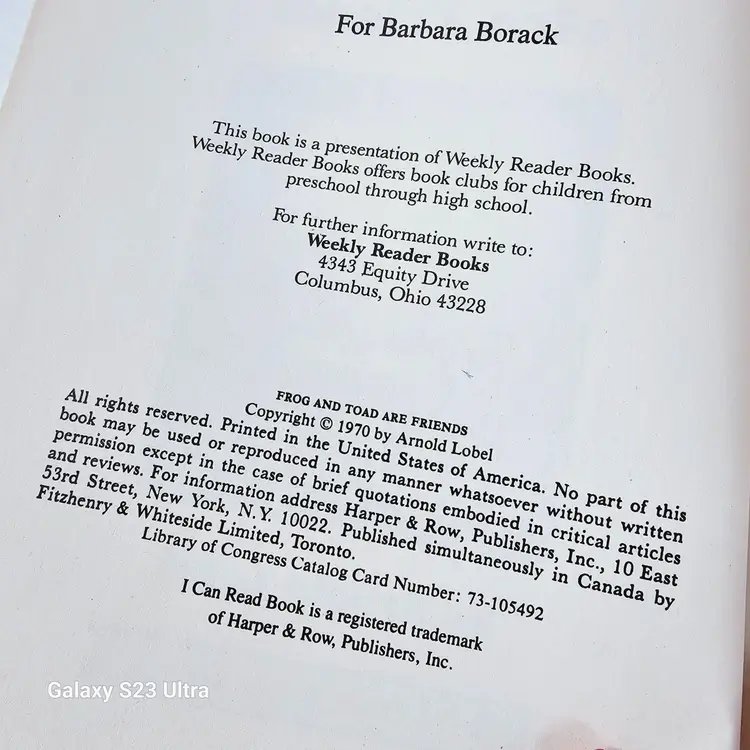 For Barbara Borack
This book is a presentation of Weekly Reader Books.
Weekly Reader Books offers book clubs for children from
preschool through high school.
For further information write to:
Weekly Reader Books
4343 Equity Drive
Columbus, Ohio 43228
FROG AND TOAD ARE FRIENDS
Copyright © 1970 by Arnold Lobel
All rights reserved. Printed in the United States of America. No part of this
book may be used or reproduced in any manner whatsoever without written
permission except in the case of brief quotations embodied in critical articles
and reviews. For information address Harper & Row, Publishers, Inc., 10 East
53rd Street, New York, N.Y. 10022. Published simultaneously in Canada by
Fitzhenry & Whiteside Limited, Toronto.
Library of Congress Catalog Card Number: 73-105492
I Can Read Book is a registered trademark
of Harper & Row, Publishers, Inc.
Galaxy S23 Ultra